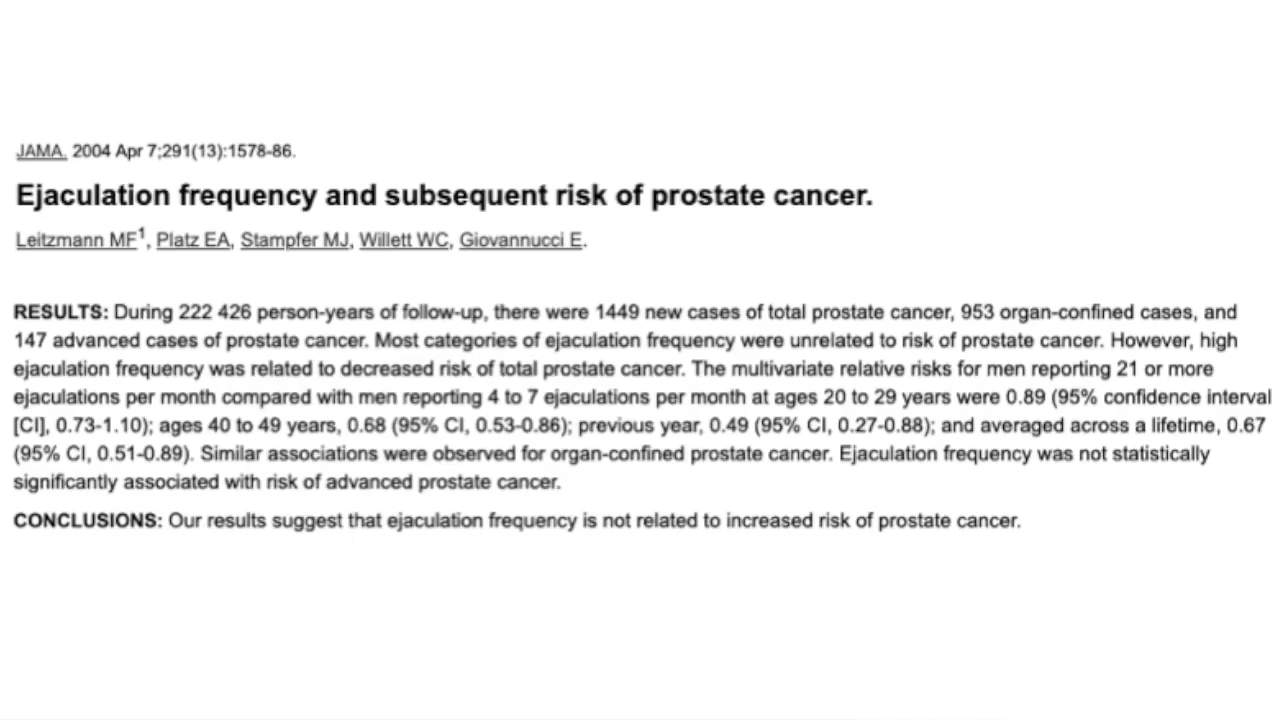 JAMA. 2004 Apr 7;291(13):1578-86.
Ejaculation frequency and subsequent risk of prostate cancer.
Leitzmann MF1, Platz EA, Stampfer MJ, Willett WC, Giovannucci E.
RESULTS: During 222 426 person-years of follow-up, there were 1449 new cases of total prostate cancer, 953 organ-confined cases, and
147 advanced cases of prostate cancer. Most categories of ejaculation frequency were unrelated to risk of prostate cancer. However, high
ejaculation frequency was related to decreased risk of total prostate cancer. The multivariate relative risks for men reporting 21 or more
ejaculations per month compared with men reporting 4 to 7 ejaculations per month at ages 20 to 29 years were 0.89 (95% confidence interval
[CI], 0.73-1.10); ages 40 to 49 years, 0.68 (95% CI, 0.53-0.86); previous year, 0.49 (95% CI, 0.27-0.88); and averaged across a lifetime, 0.67
(95% CI, 0.51-0.89). Similar associations were observed for organ-confined prostate cancer. Ejaculation frequency was not statistically
significantly associated with risk of advanced prostate cancer.
CONCLUSIONS: Our results suggest that ejaculation frequency is not related to increased risk of prostate cancer.